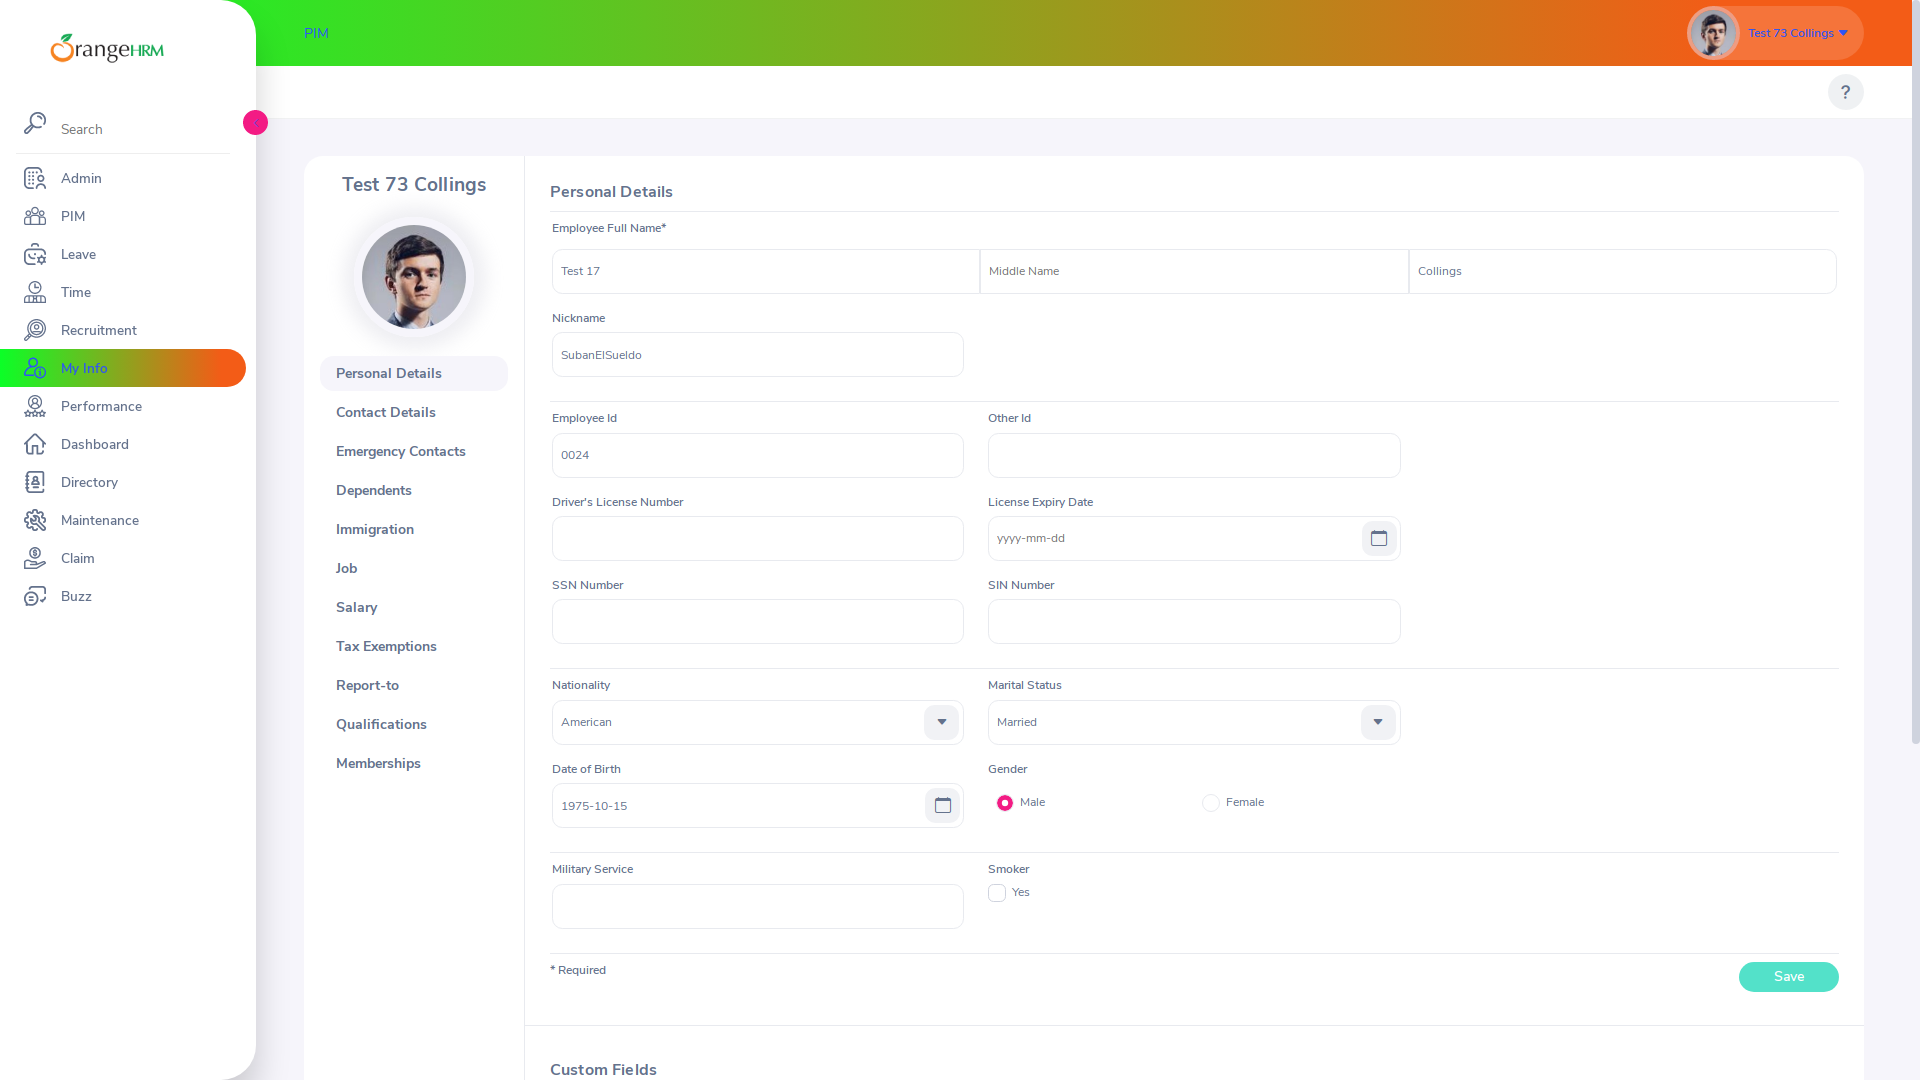 OrangeHRM
PIM
Test 73 Collings
?
Search
Admin
PIM
Leave
Time
Recruitment
My Info
Performance
Dashboard
Directory
Maintenance
Claim
Buzz
Test 73 Collings
Personal Details
Contact Details
Emergency Contacts
Dependents
Immigration
Job
Salary
Tax Exemptions
Report-to
Qualifications
Memberships
Personal Details
Employee Full Name*
Test 17 Middle Name Collings
Nickname
SubanElSueldo
Employee Id Other Id
0024
Driver's License Number License Expiry Date
yyyy-mm-dd
SSN Number SIN Number
Nationality Marital Status
American Married
Date of Birth Gender
1975-10-15 Male Female
Military Service Smoker
Yes
* Required Save
Custom Fields